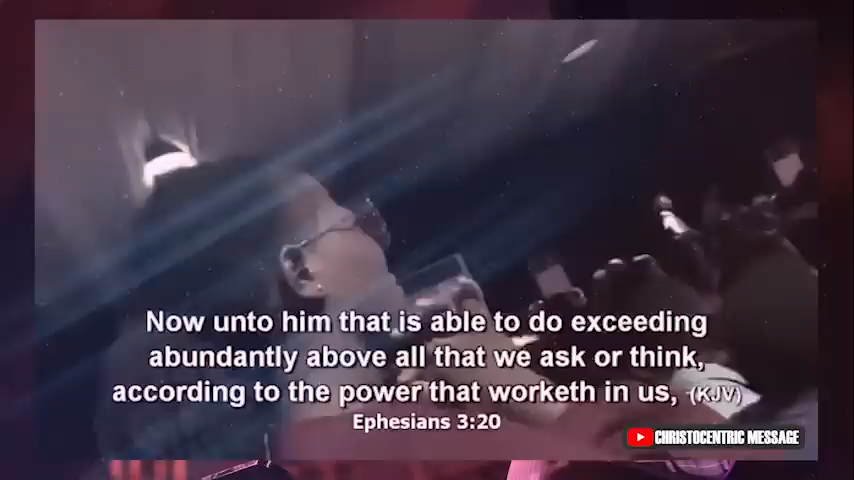 Now unto him that is able to do exceeding
abundantly above all that we ask or think,
according to the power that worketh in us, (KJV)
Ephesians 3:20
CHRISTOCENTRIC MESSAGE